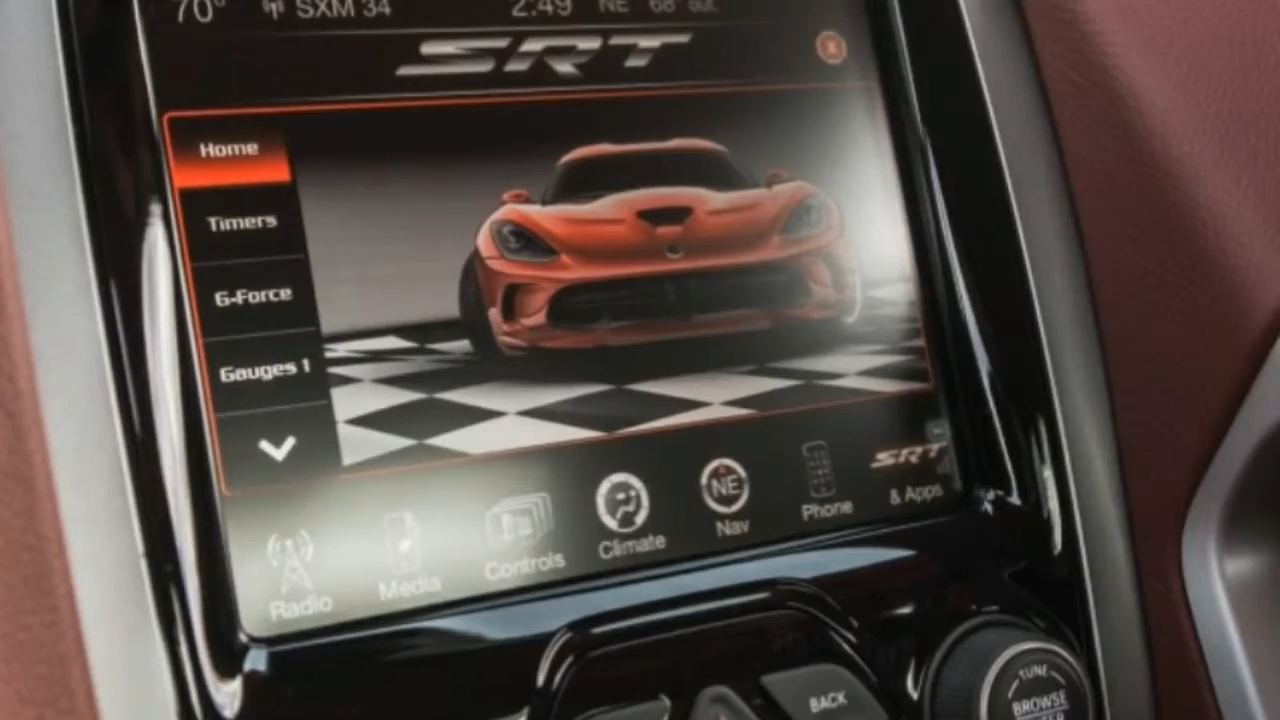 70° SXM 34 2:49 NE 68° out
SRT
X
Home
Timers
G-Force
Gauges 1
Radio
Media
Controls
Climate
NE
Nav
Phone
SRT
& Apps
BACK
TUNE
BROWSE